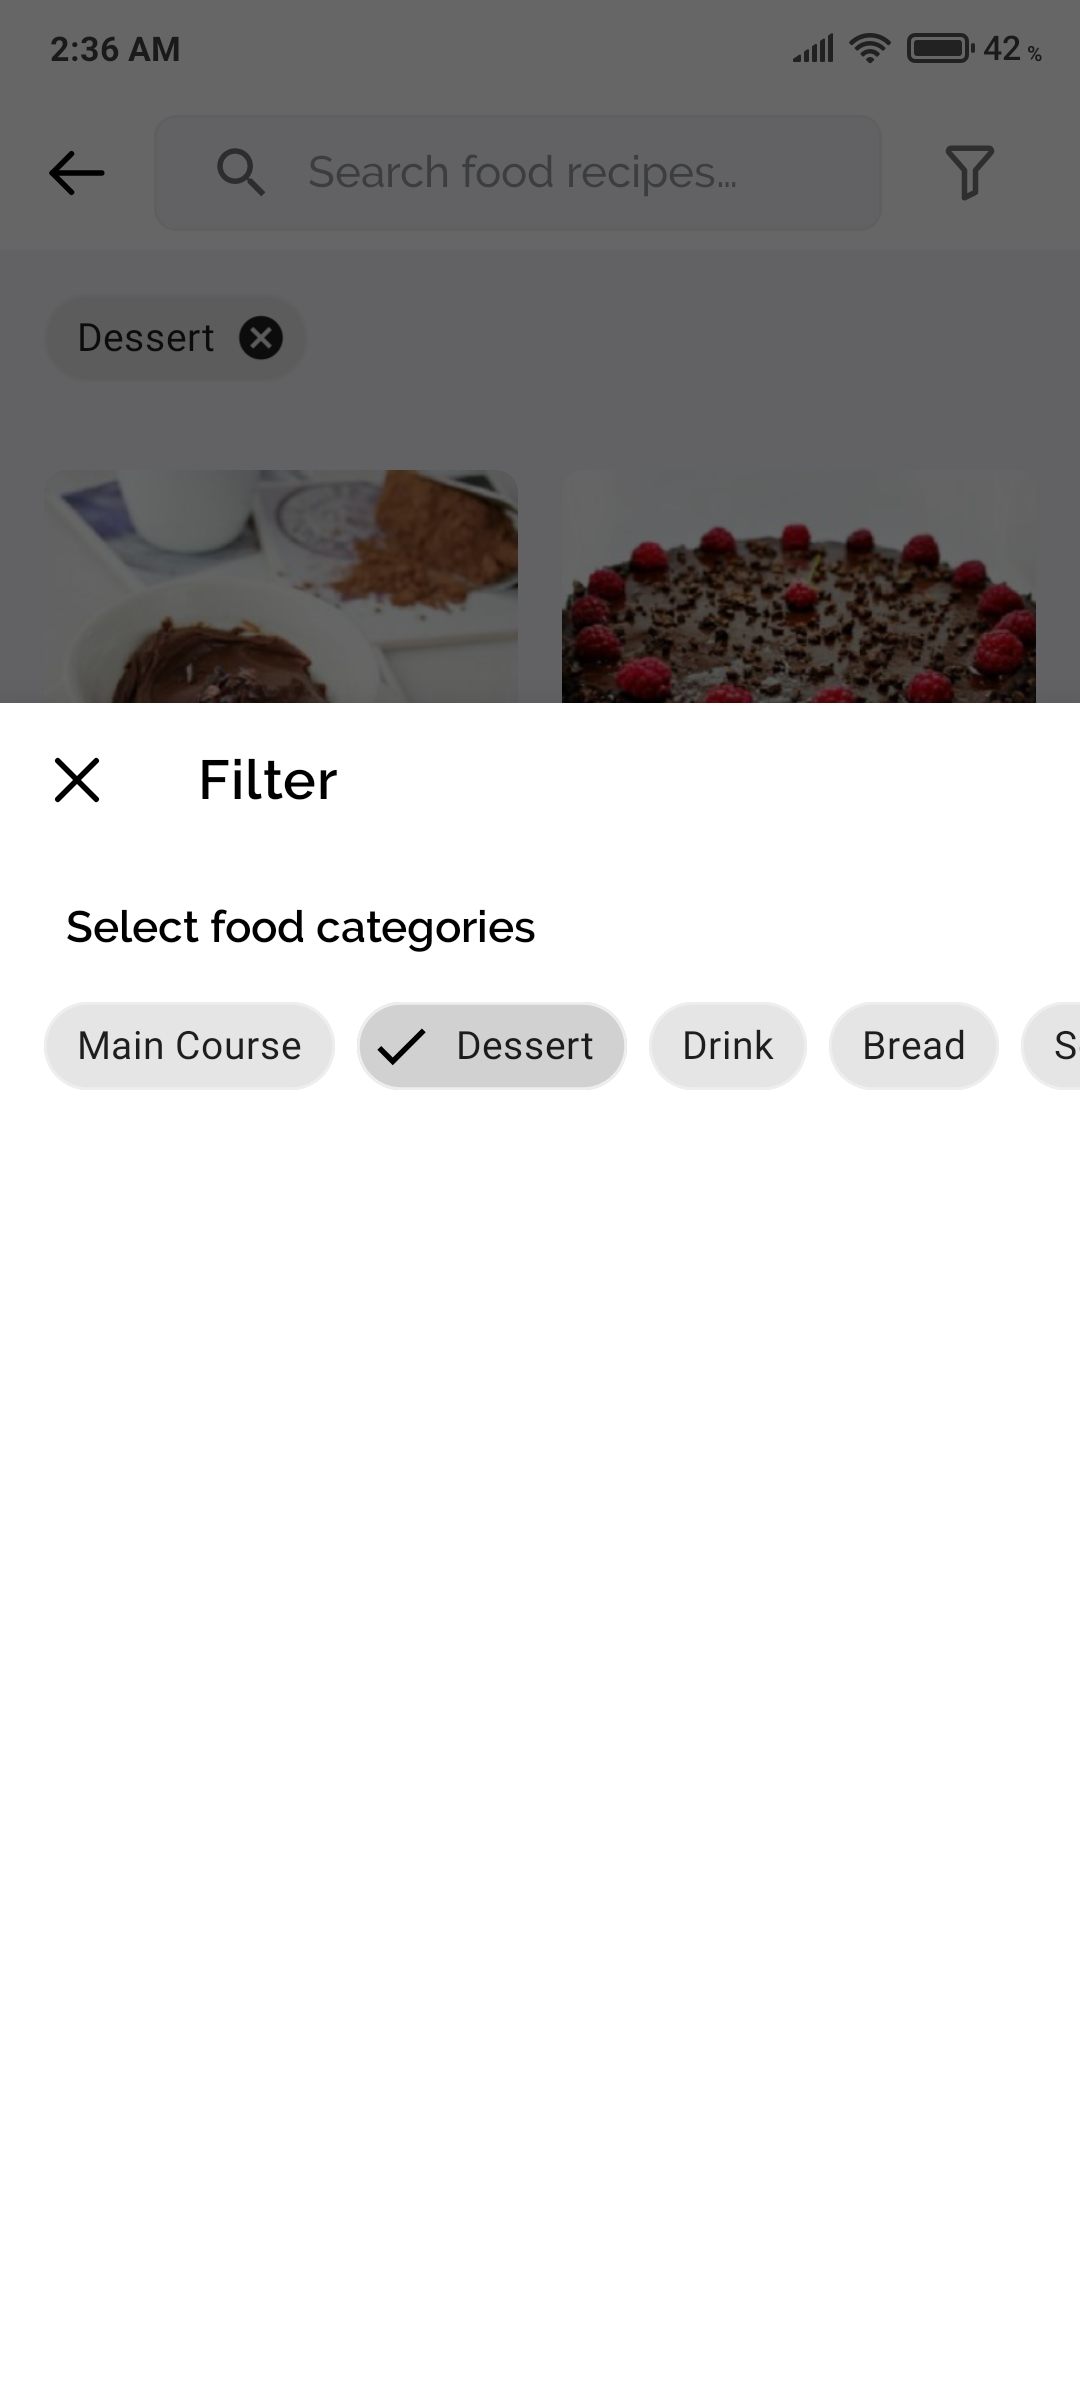 2:36 AM 42 %
Search food recipes...
Dessert
Filter
Select food categories
Main Course Dessert Drink Bread